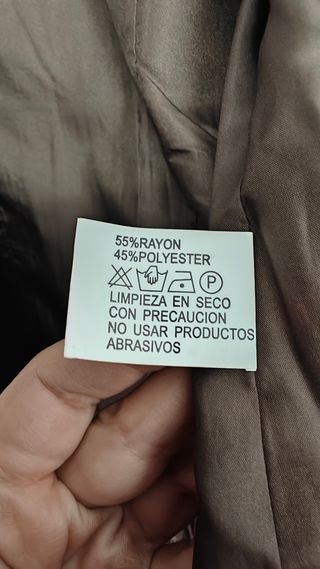 55%RAYON
45%POLYESTER
P
LIMPIEZA EN SECO
CON PRECAUCION
NO USAR PRODUCTOS
ABRASIVOS